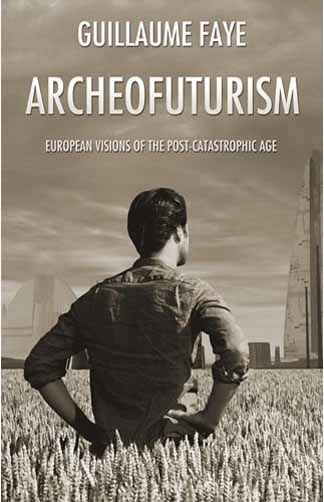 GUILLAUME FAYE
ARCHEOFUTURISM
EUROPEAN VISIONS OF THE POST-CATASTROPHIC AGE